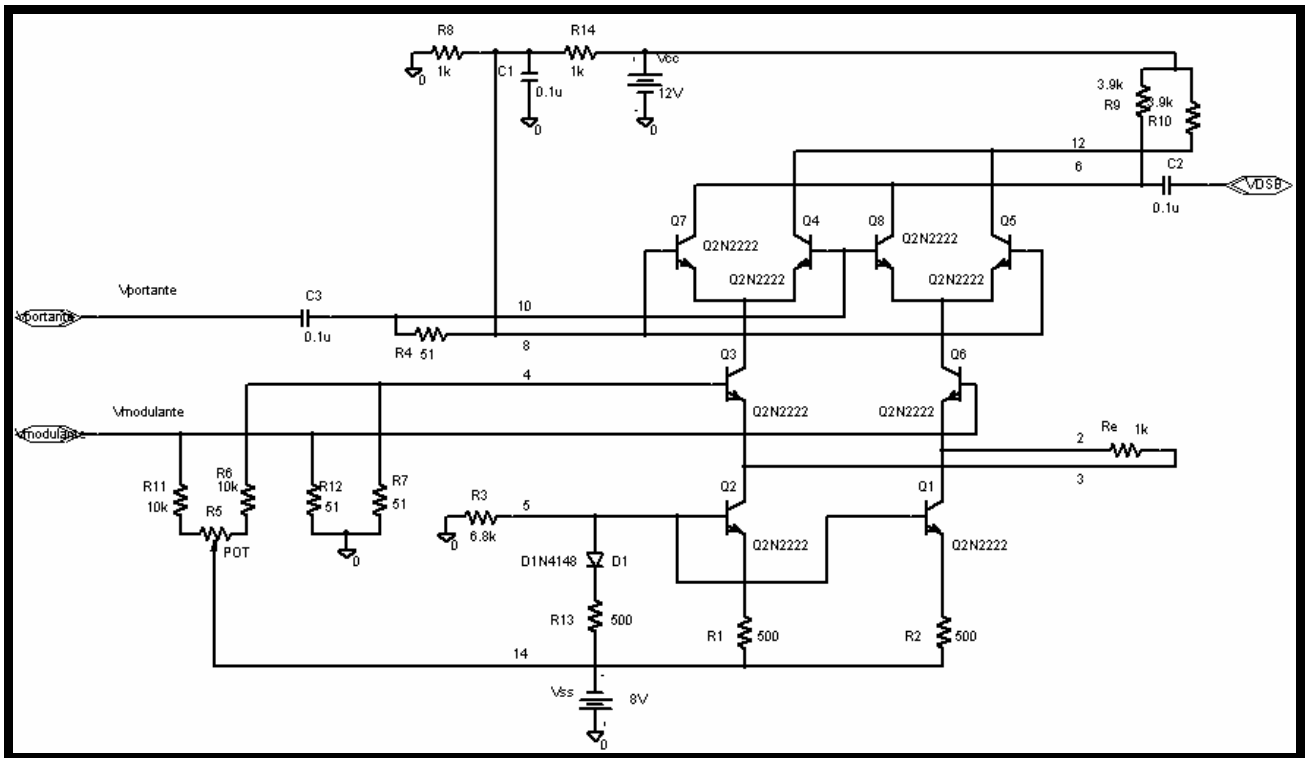 R8
1k
0
C1
0.1u
0
R14
1k
Vcc
12V
0
3.9k
R9
3.9k
R10
12
6
C2
0.1u
VDSB
Q7
Q2N2222
Q4
Q2N2222
Q8
Q2N2222
Q5
Q2N2222
Vportante
Vportante
C3
0.1u
10
R4 51
8
Q3
Q2N2222
Q6
Q2N2222
4
Vmodulante
Vmodulante
R11
10k
R6
10k
R5
POT
R12
51
R7
51
0
R3
6.8k
0
5
2
Re 1k
3
Q2
Q2N2222
Q1
Q2N2222
D1N4148 D1
R13 500
R1 500
R2 500
14
Vss 8V
0